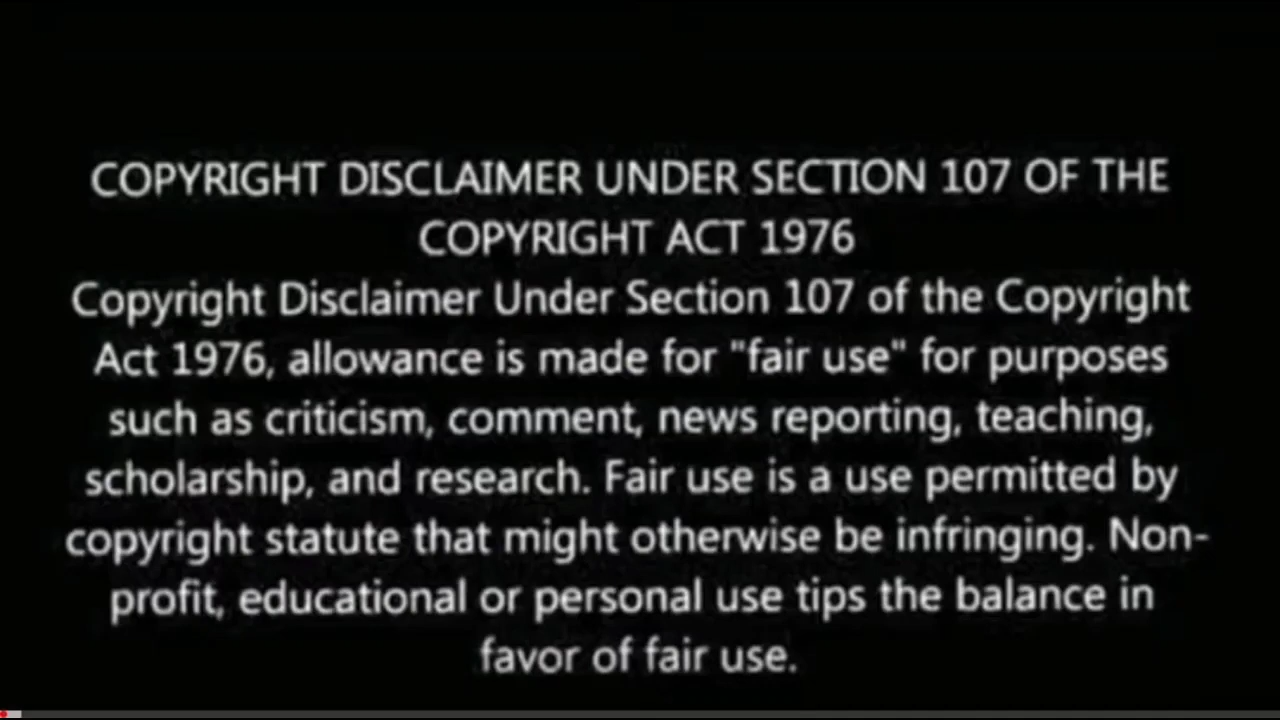 COPYRIGHT DISCLAIMER UNDER SECTION 107 OF THE
COPYRIGHT ACT 1976
Copyright Disclaimer Under Section 107 of the Copyright
Act 1976, allowance is made for "fair use" for purposes
such as criticism, comment, news reporting, teaching,
scholarship, and research. Fair use is a use permitted by
copyright statute that might otherwise be infringing. Non-
profit, educational or personal use tips the balance in
favor of fair use.